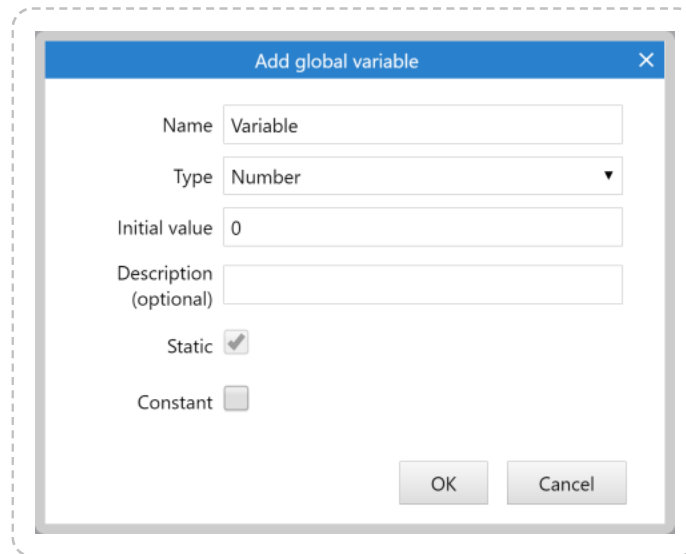 Add global variable
Name Variable
Type Number
Initial value 0
Description
(optional)
Static
Constant
OK Cancel